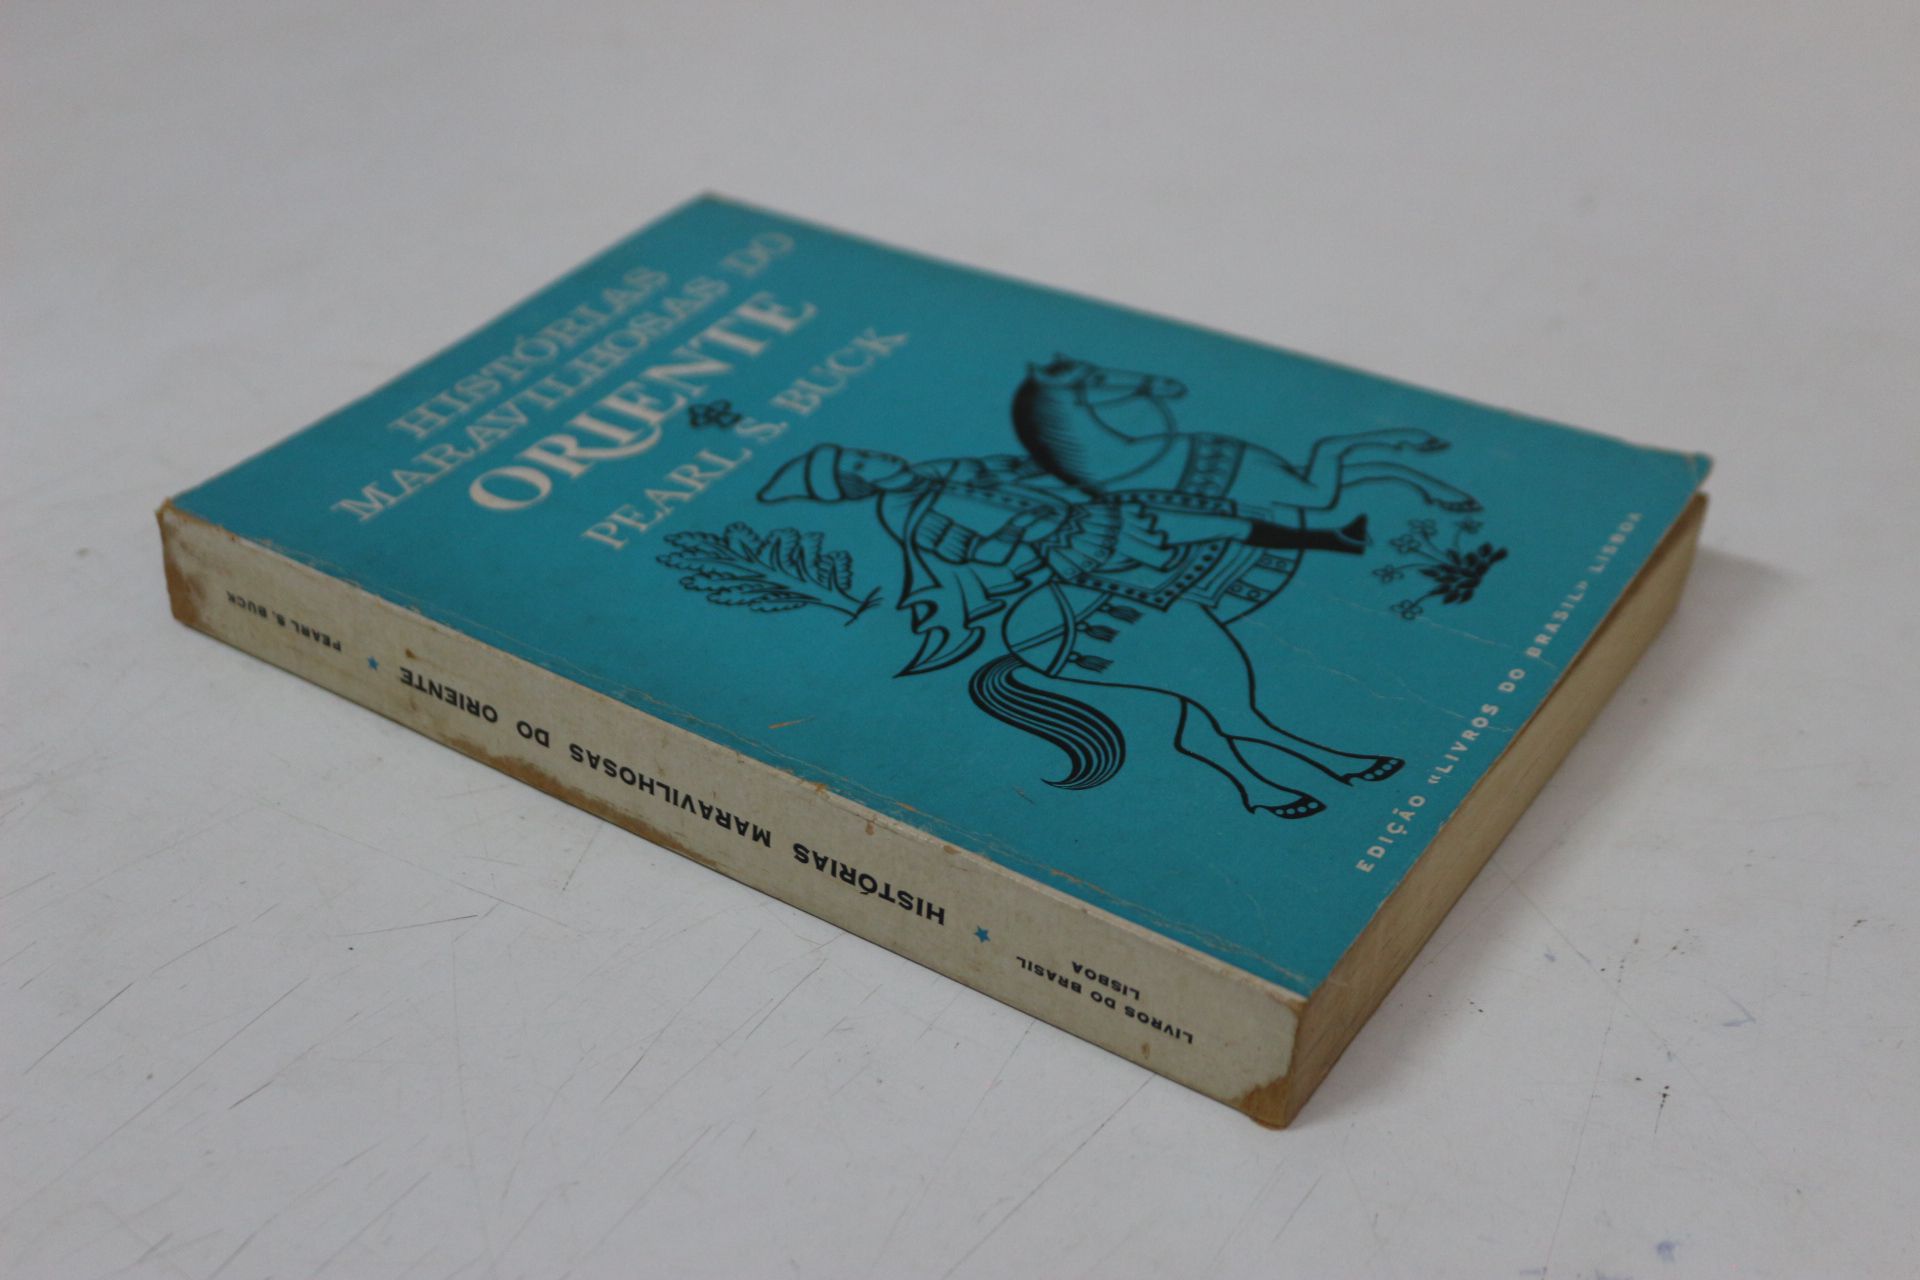 HISTÓRIAS
MARAVILHOSAS DO
ORIENTE
PEARL S. BUCK
EDIÇÃO «LIVROS DO BRASIL» LISBOA
LIVROS DO BRASIL
LISBOA
HISTÓRIAS MARAVILHOSAS DO ORIENTE
PEARL S. BUCK